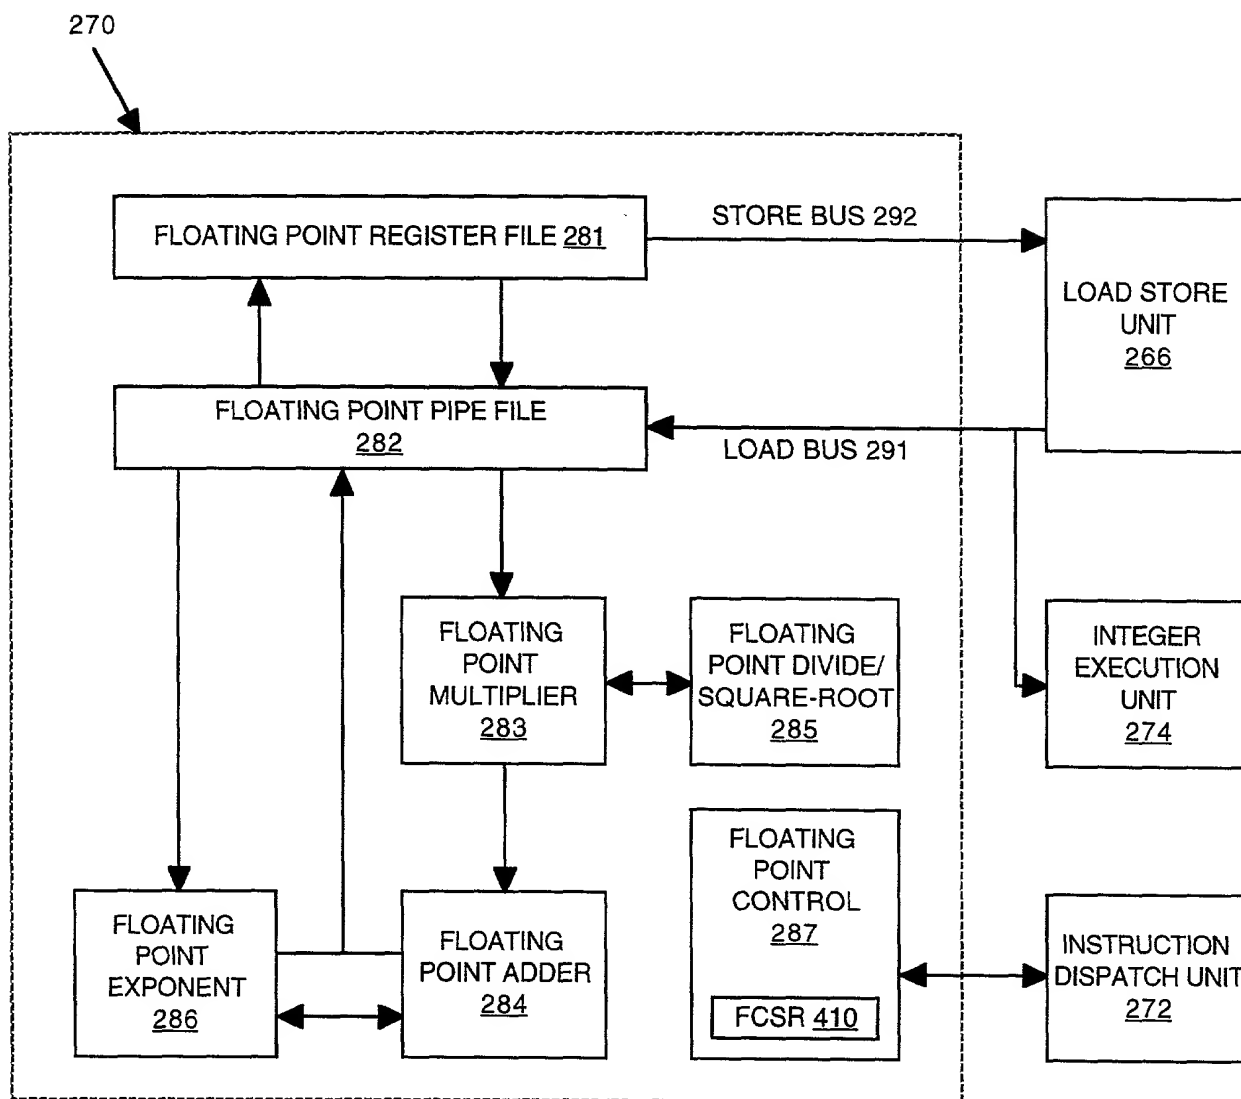 270
FLOATING POINT REGISTER FILE 281
STORE BUS 292
LOAD STORE
UNIT
266
FLOATING POINT PIPE FILE
282
LOAD BUS 291
FLOATING
POINT
MULTIPLIER
283
FLOATING
POINT DIVIDE/
SQUARE-ROOT
285
INTEGER
EXECUTION
UNIT
274
FLOATING
POINT
EXPONENT
286
FLOATING
POINT ADDER
284
FLOATING
POINT
CONTROL
287
FCSR 410
INSTRUCTION
DISPATCH UNIT
272